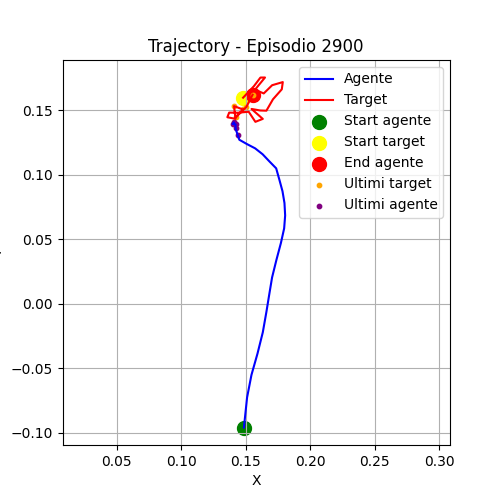 Trajectory - Episodio 2900
Agente
Target
Start agente
Start target
End agente
Ultimi target
Ultimi agente
0.15
0.10
0.05
0.00
−0.05
−0.10
0.05
0.10
0.15
0.20
0.25
0.30
X